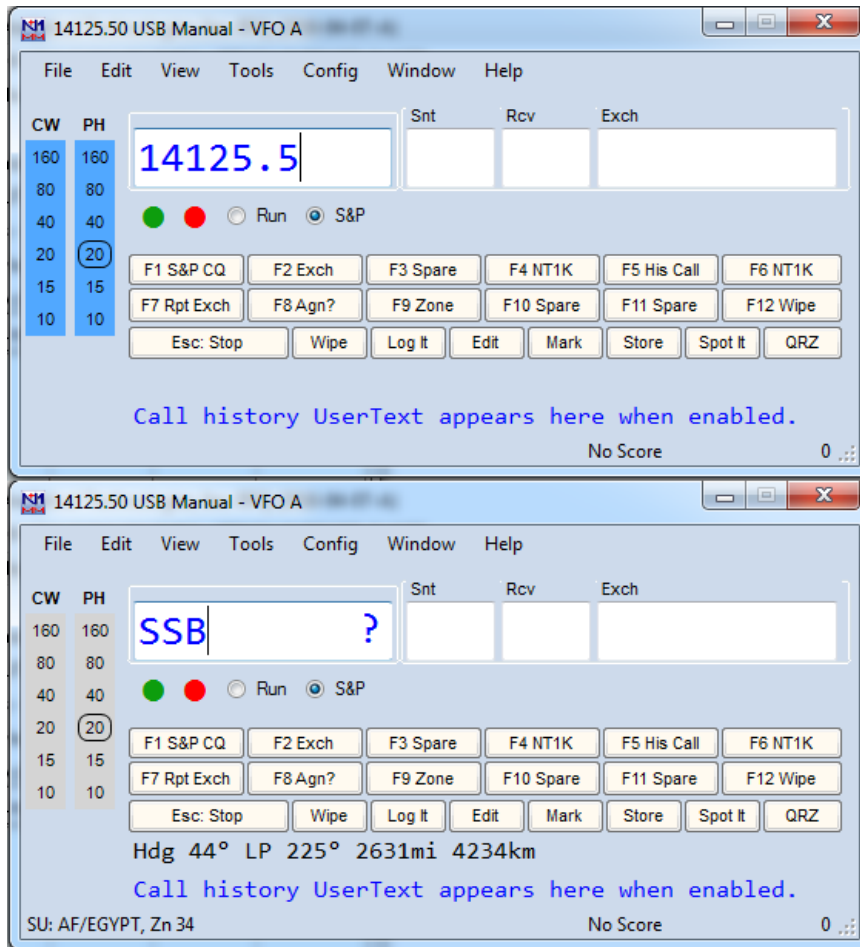 N1 MM 14125.50 USB Manual - VFO A
File Edit View Tools Config Window Help
Snt Rcv Exch
CW PH
14125.5
160 160
80 80
40 40
20 20
15 15
10 10
Run S&P
F1 S&P CQ F2 Exch F3 Spare F4 NT1K F5 His Call F6 NT1K
F7 Rpt Exch F8 Agn? F9 Zone F10 Spare F11 Spare F12 Wipe
Esc: Stop Wipe Log It Edit Mark Store Spot It QRZ
Call history UserText appears here when enabled.
No Score 0
N1 MM 14125.50 USB Manual - VFO A
File Edit View Tools Config Window Help
Snt Rcv Exch
CW PH
SSB ?
160 160
80 80
40 40
20 20
15 15
10 10
Run S&P
F1 S&P CQ F2 Exch F3 Spare F4 NT1K F5 His Call F6 NT1K
F7 Rpt Exch F8 Agn? F9 Zone F10 Spare F11 Spare F12 Wipe
Esc: Stop Wipe Log It Edit Mark Store Spot It QRZ
Hdg 44° LP 225° 2631mi 4234km
Call history UserText appears here when enabled.
SU: AF/EGYPT, Zn 34 No Score 0